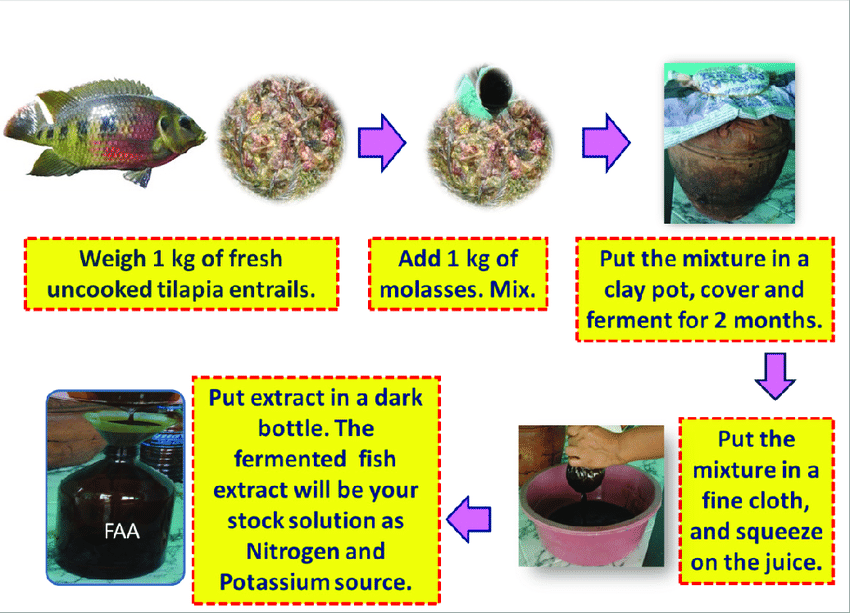 Weigh 1 kg of fresh
uncooked tilapia entrails.
Add 1 kg of
molasses. Mix.
Put the mixture in a
clay pot, cover and
ferment for 2 months.
Put the
mixture in a
fine cloth,
and squeeze
on the juice.
Put extract in a dark
bottle. The
fermented fish
extract will be your
stock solution as
Nitrogen and
Potassium source.
FAA